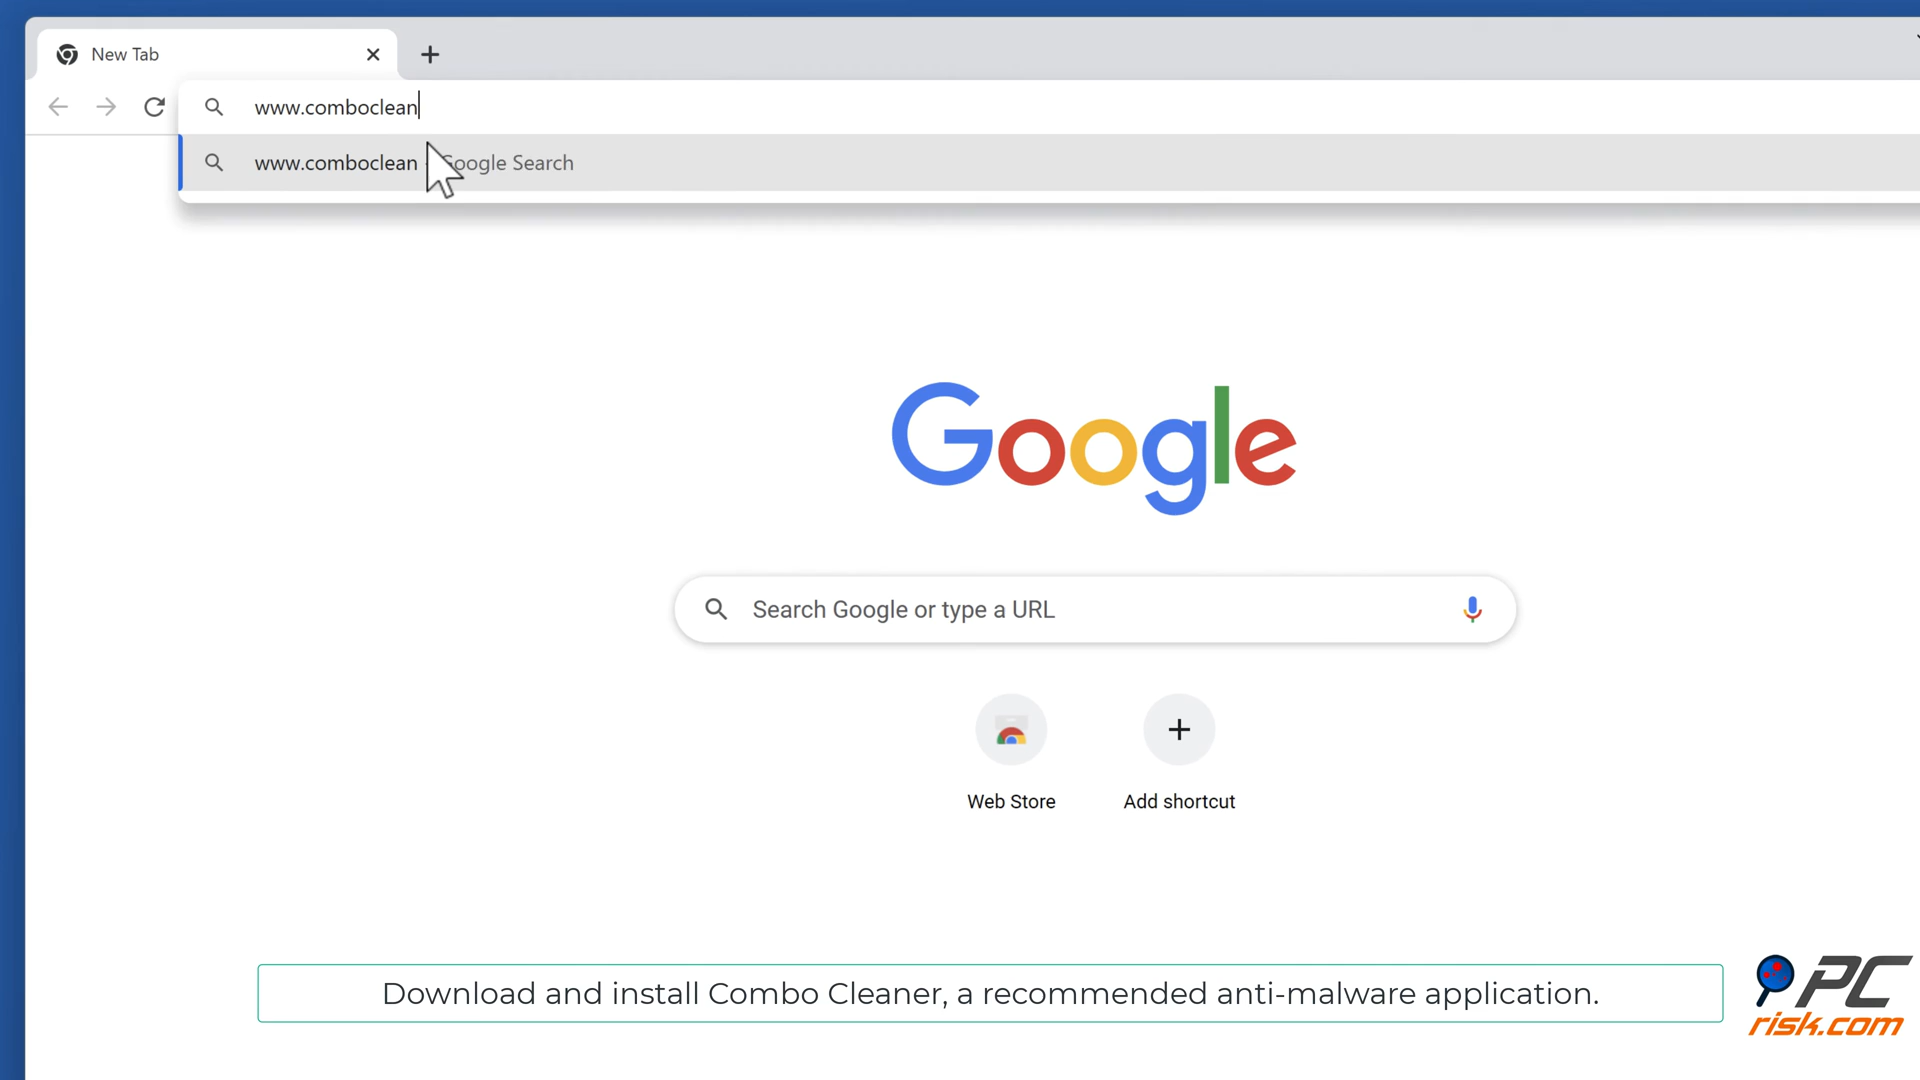 New Tab
www.comboclean
www.comboclean - Google Search
Google
Search Google or type a URL
Web Store
Add shortcut
Download and install Combo Cleaner, a recommended anti-malware application.
PC
risk.com